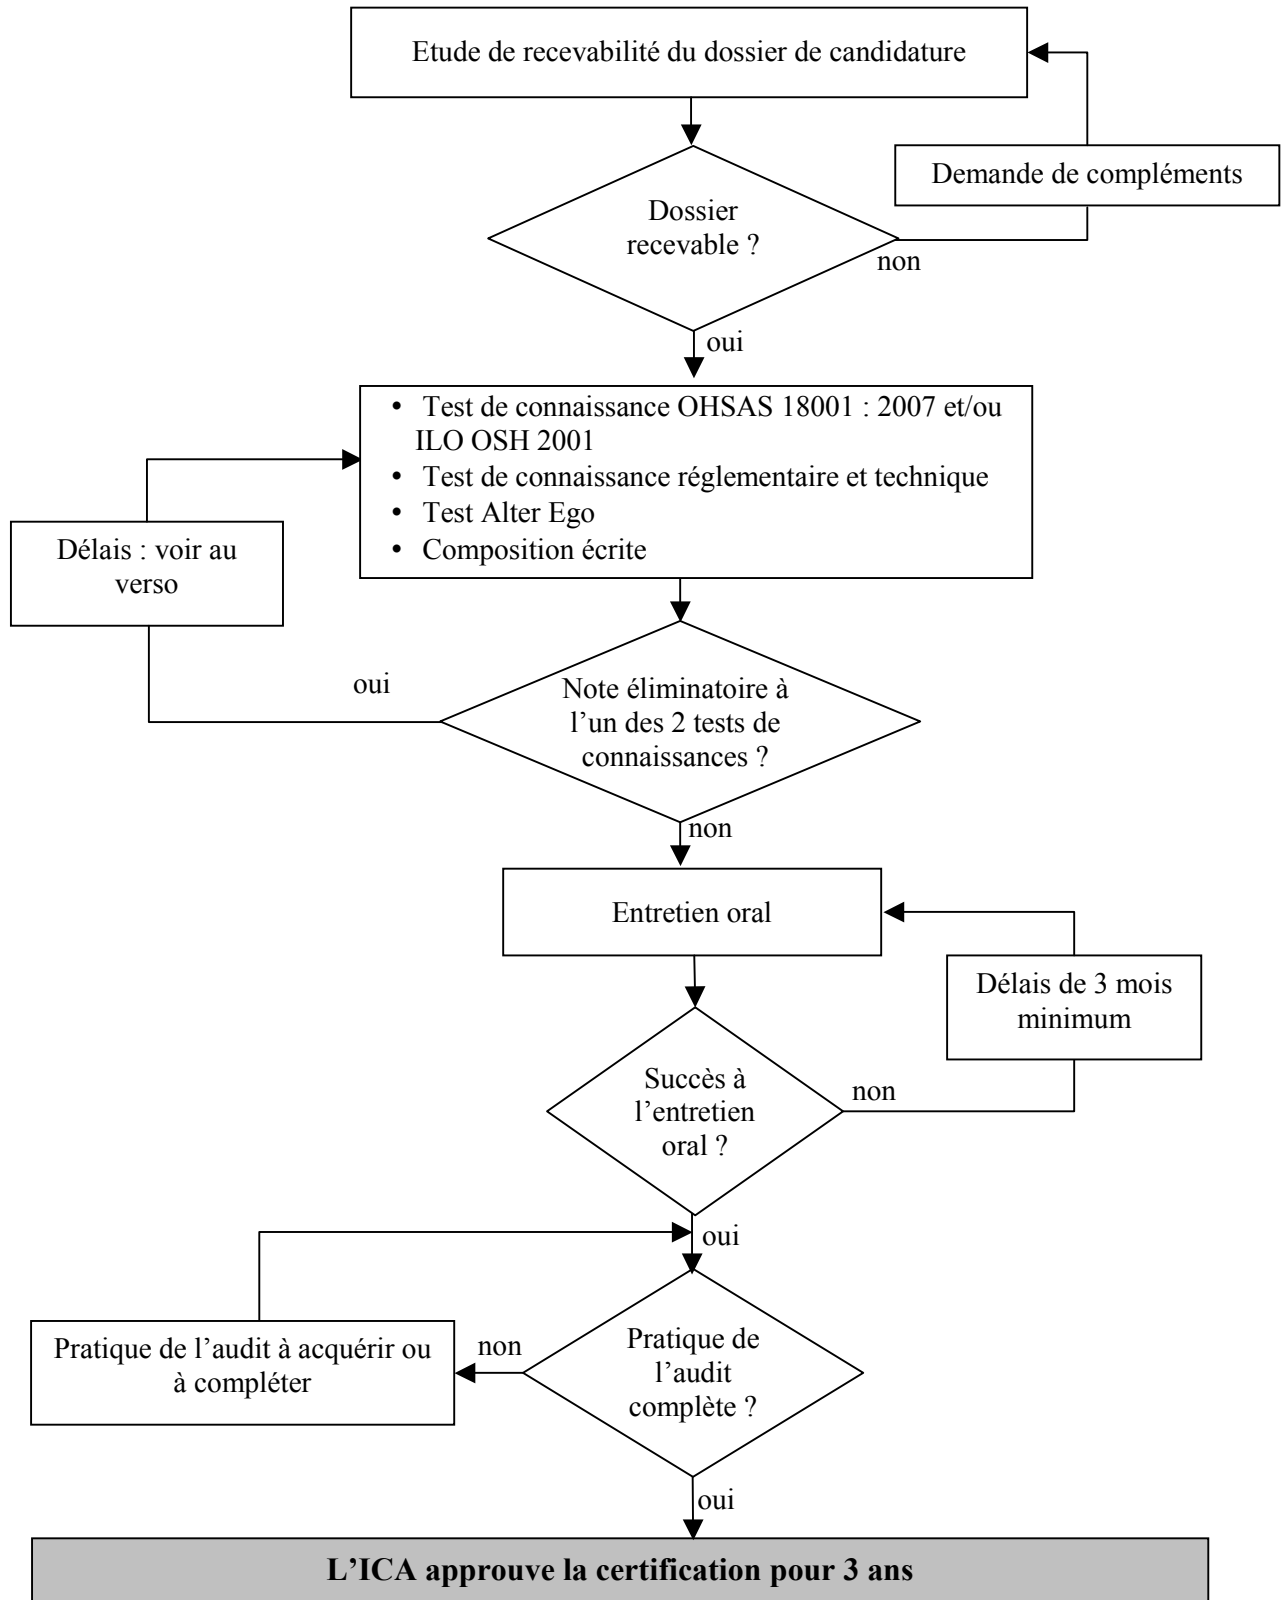 Etude de recevabilité du dossier de candidature
Demande de compléments
Dossier
recevable ?
non
oui
• Test de connaissance OHSAS 18001 : 2007 et/ou
ILO OSH 2001
• Test de connaissance réglementaire et technique
• Test Alter Ego
• Composition écrite
Délais : voir au
verso
oui
Note éliminatoire à
l’un des 2 tests de
connaissances ?
non
Entretien oral
Délais de 3 mois
minimum
Succès à
l’entretien
oral ?
non
oui
Pratique de l’audit à acquérir ou
à compléter
non
Pratique de
l’audit
complète ?
oui
L’ICA approuve la certification pour 3 ans